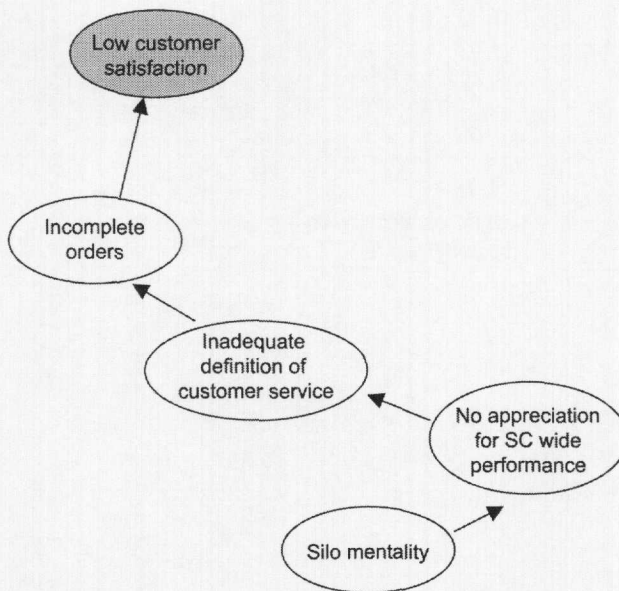 Low customer
satisfaction
Incomplete
orders
Inadequate
definition of
customer service
No appreciation
for SC wide
performance
Silo mentality